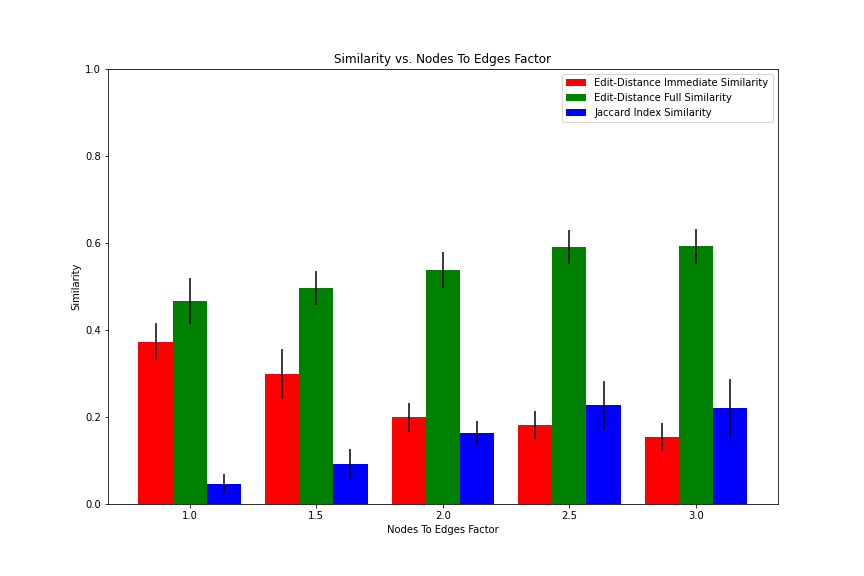 Similarity vs. Nodes To Edges Factor
Edit-Distance Immediate Similarity
Edit-Distance Full Similarity
Jaccard Index Similarity
1.0
0.8
0.6
0.4
0.2
0.0
Similarity
1.0 1.5 2.0 2.5 3.0
Nodes To Edges Factor